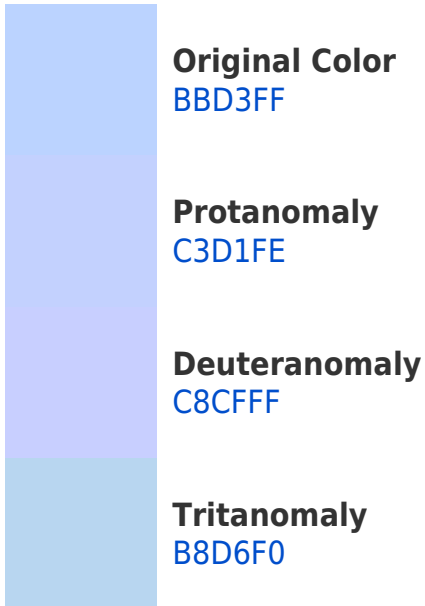 Original Color
BBD3FF
Protanomaly
C3D1FE
Deuteranomaly
C8CFFF
Tritanomaly
B8D6F0